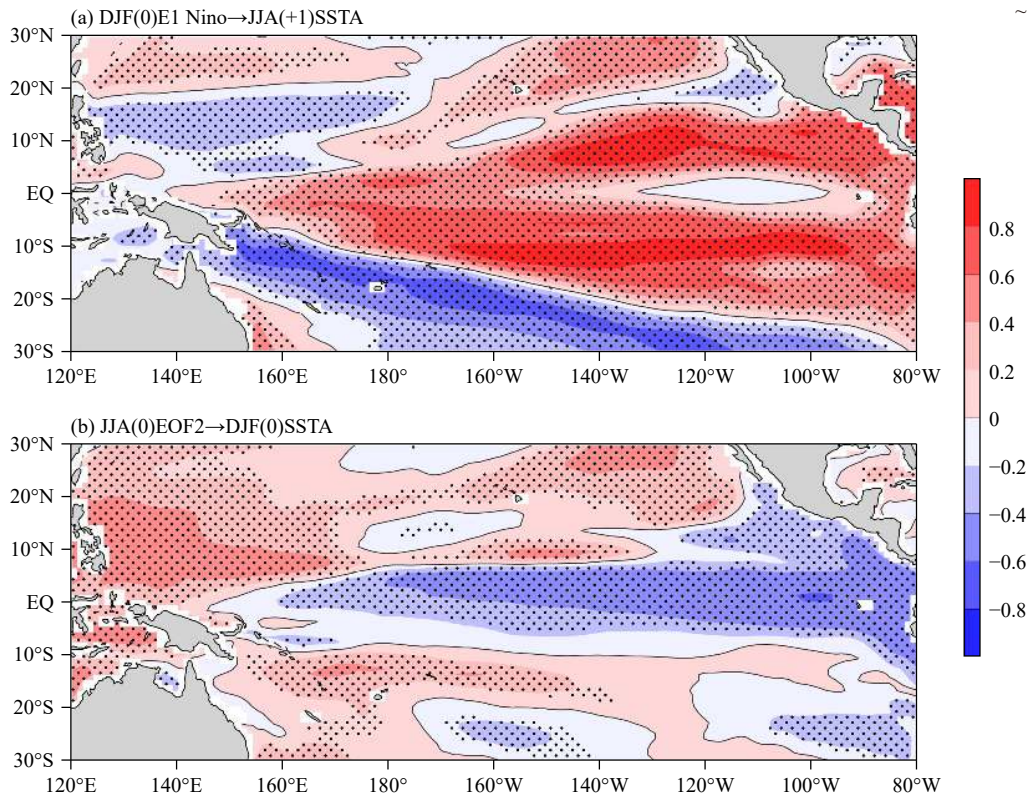 (a) DJF(0)E1 Nino→JJA(+1)SSTA
~
30°N
20°N
10°N
EQ
10°S
20°S
30°S
120°E 140°E 160°E 180° 160°W 140°W 120°W 100°W 80°W
0.8
0.6
0.4
0.2
0
−0.2
−0.4
−0.6
−0.8
(b) JJA(0)EOF2→DJF(0)SSTA
30°N
20°N
10°N
EQ
10°S
20°S
30°S
120°E 140°E 160°E 180° 160°W 140°W 120°W 100°W 80°W